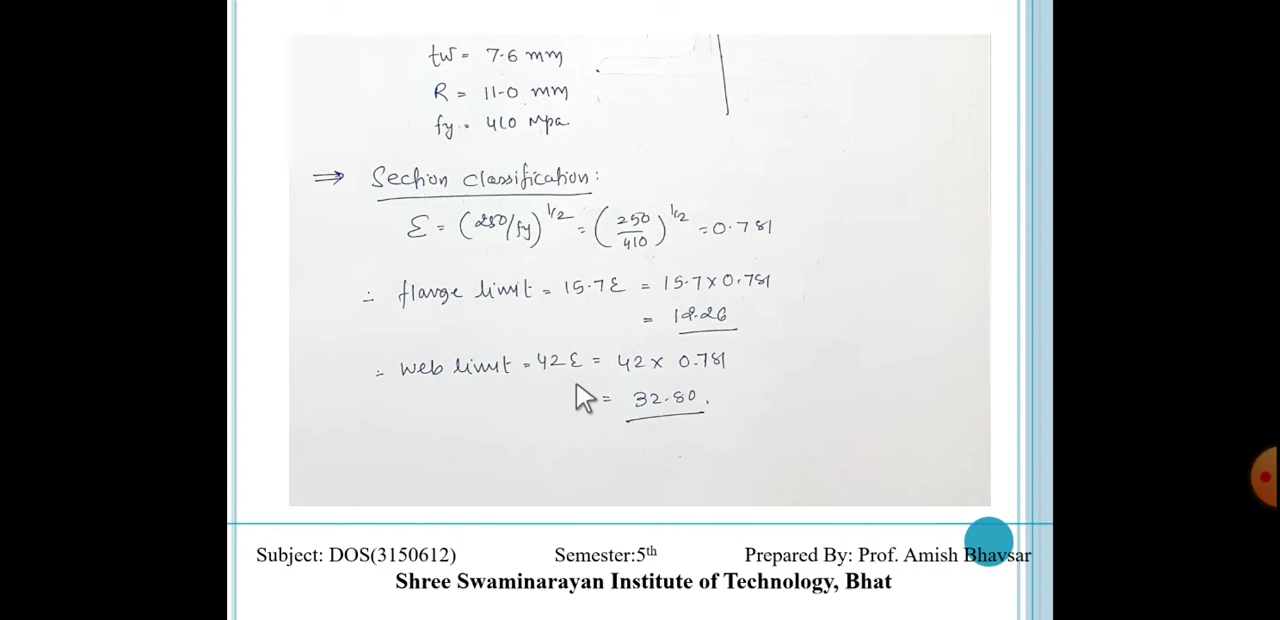 tw = 7.6 mm
R = 11.0 mm
fy = 410 Mpa.
⇒ Section classification:
ε = (250/fy)^1/2 = (250/410)^1/2 = 0.781
∴ flange limit = 15.7ε = 15.7 × 0.781
= 12.26
∴ web limit = 42ε = 42 × 0.781
= 32.80.
Subject: DOS(3150612) Semester:5th Prepared By: Prof. Amish Bhavsar
Shree Swaminarayan Institute of Technology, Bhat